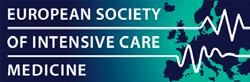 EUROPEAN SOCIETY
OF INTENSIVE CARE
MEDICINE